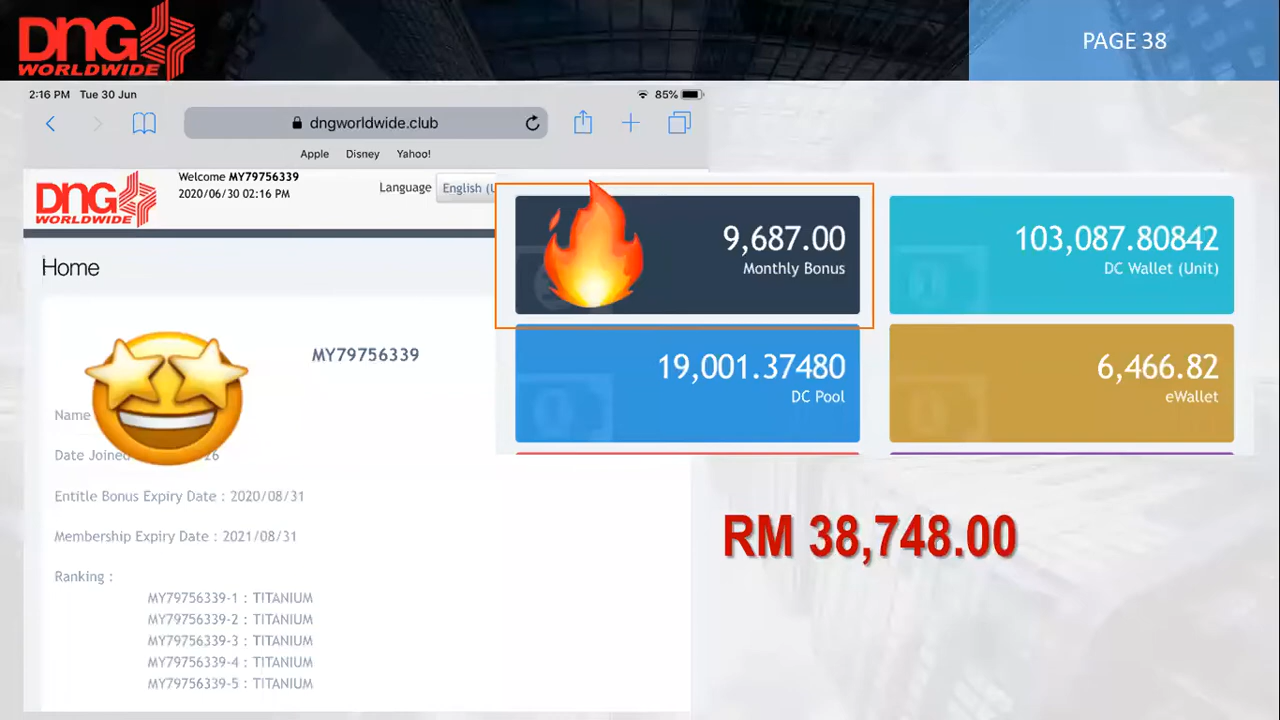 DNG
WORLDWIDE
PAGE 38
2:16 PM Tue 30 Jun
85%
dngworldwide.club
Apple Disney Yahoo!
DNG
WORLDWIDE
Welcome MY79756339
2020/06/30 02:16 PM
Language
English (U
Home
MY79756339
Name
Date Joined
26
Entitle Bonus Expiry Date : 2020/08/31
Membership Expiry Date : 2021/08/31
Ranking :
MY79756339-1 : TITANIUM
MY79756339-2 : TITANIUM
MY79756339-3 : TITANIUM
MY79756339-4 : TITANIUM
MY79756339-5 : TITANIUM
9,687.00
Monthly Bonus
103,087.80842
DC Wallet (Unit)
19,001.37480
DC Pool
6,466.82
eWallet
RM 38,748.00